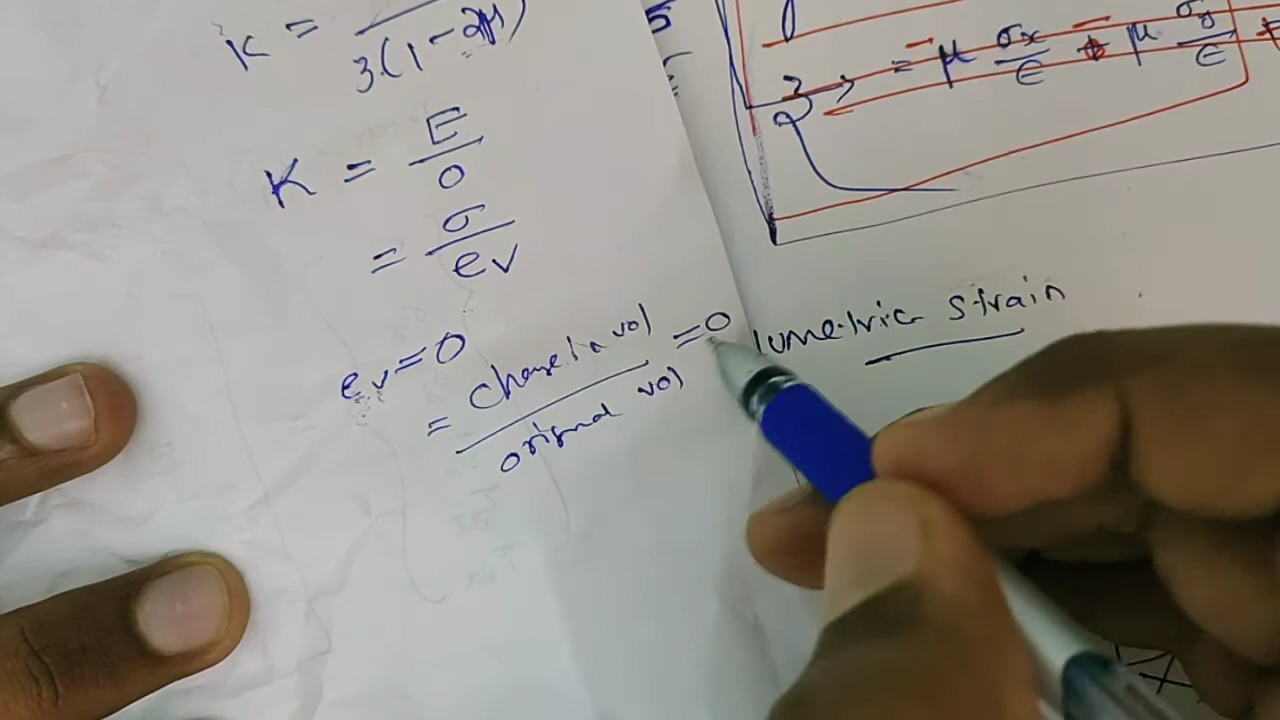 K =
3(1-2μ)
K = E/0
= σ/ev
ev = 0
= change in vol/original vol = 0
= μ σx/E μ σy/E
lumetric strain